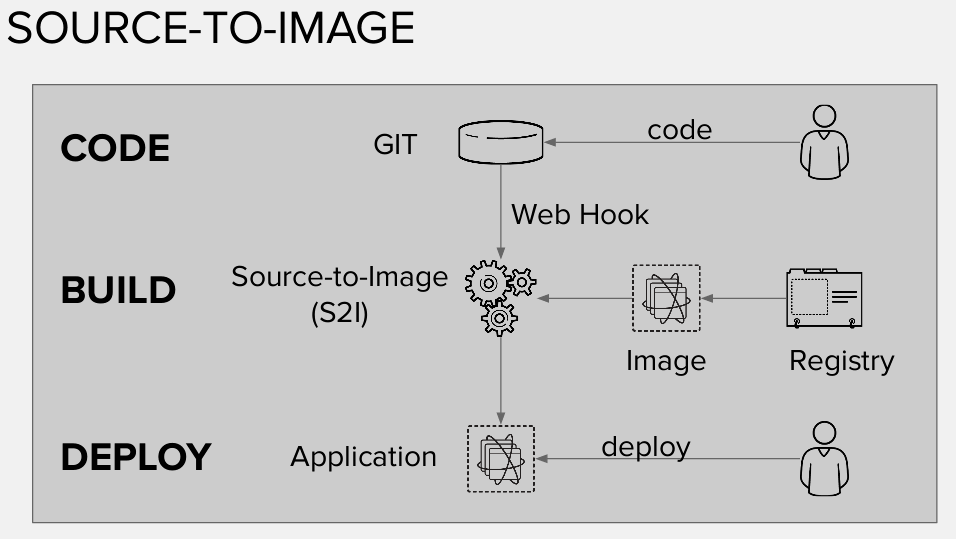 SOURCE-TO-IMAGE
CODE
GIT
code
Web Hook
BUILD
Source-to-Image
(S2I)
Image
Registry
DEPLOY
Application
deploy